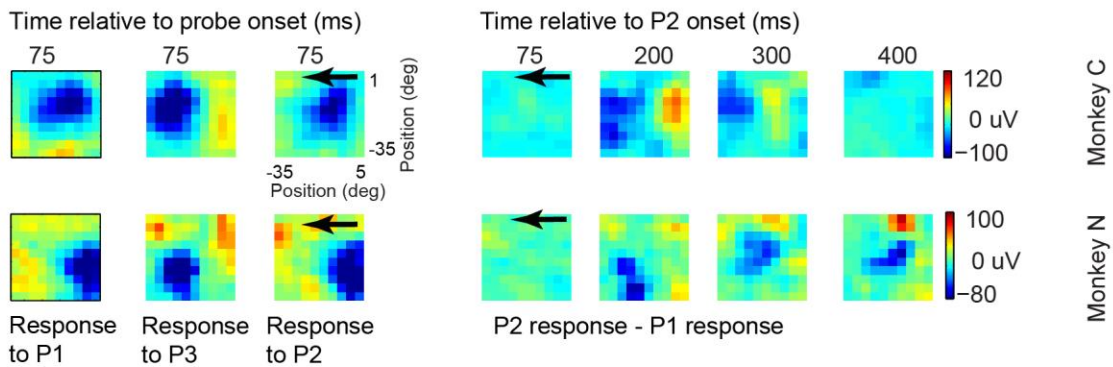 Time relative to probe onset (ms)
75 75 75
Time relative to P2 onset (ms)
75 200 300 400
1
-35
Position (deg)
-35 5
Position (deg)
120
0 uV
−100
Monkey C
100
0 uV
−80
Monkey N
Response
to P1
Response
to P3
Response
to P2
P2 response - P1 response